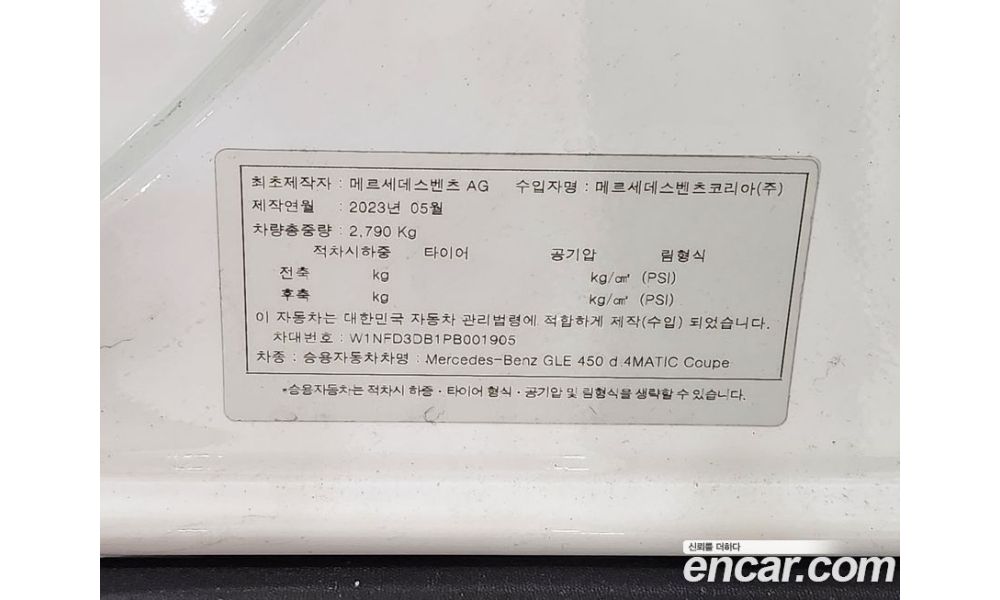 최초제작자 : 메르세데스벤츠 AG 수입자명 : 메르세데스벤츠코리아(주)
제작연월 : 2023년 05월
차량총중량 : 2,790 Kg
적차시하중 타이어 공기압 림형식
전축 kg kg/㎠ (PSI)
후축 kg kg/㎠ (PSI)
이 자동차는 대한민국 자동차 관리법령에 적합하게 제작(수입) 되었습니다.
차대번호 : W1NFD3DB1PB001905
차종 : 승용자동차차명 : Mercedes-Benz GLE 450 d 4MATIC Coupe
*승용자동차는 적차시 하중 · 타이어 형식 · 공기압 및 림형식을 생략할 수 있습니다.
신뢰를 더하다
encar.com